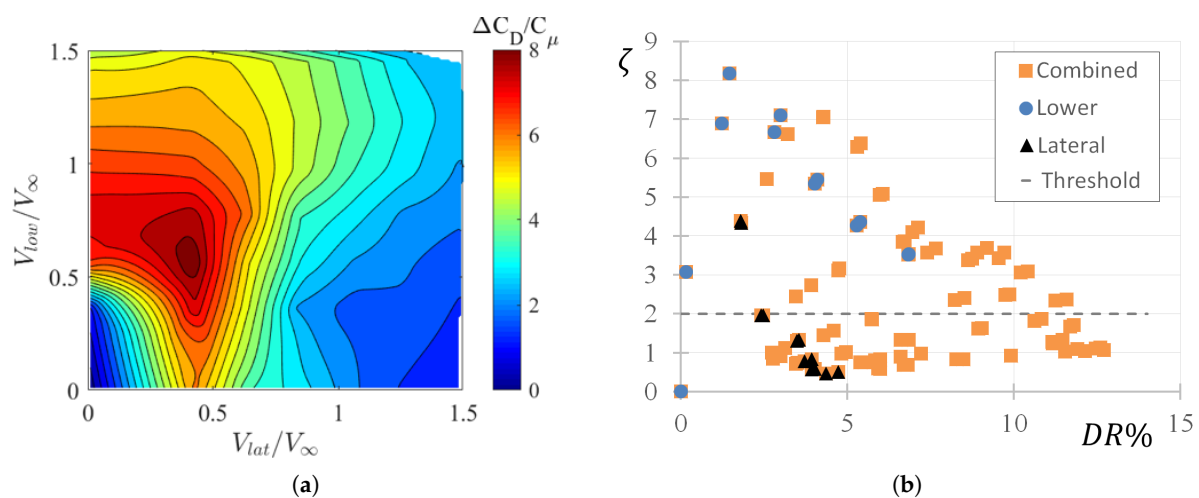 ΔC_D/C_μ
1.5
1
0.5
0
0
0.5
1
1.5
V_low/V_∞
V_lat/V_∞
8
6
4
2
0
(a)
b
9
8
7
6
5
4
3
2
1
0
ζ
Combined
Lower
Lateral
Threshold
0
5
10
15
DR%
(b)